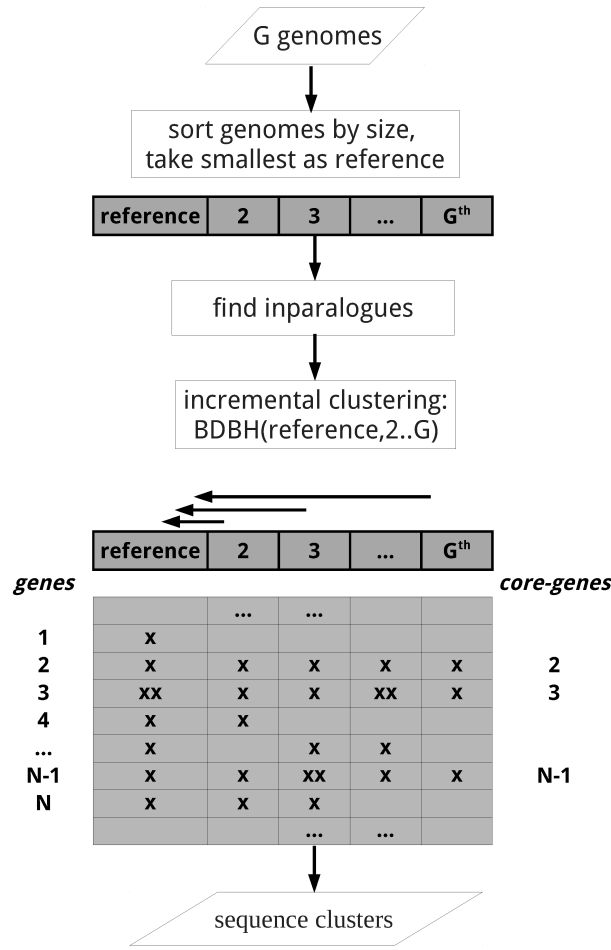 G genomes
sort genomes by size,
take smallest as reference
reference 2 3 ... Gth
find inparalogues
incremental clustering:
BDBH(reference,2..G)
reference 2 3 ... Gth
genes core-genes
... ...
1 x
2 x x x x x 2
3 xx x x xx x 3
4 x x
... x x x
N-1 x x xx x x N-1
N x x x
... ...
sequence clusters